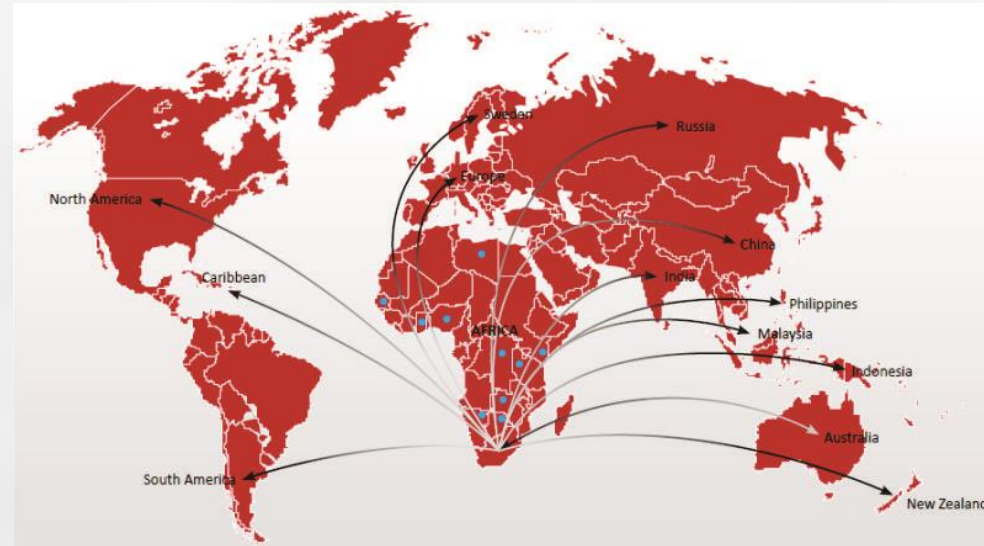 Sweden
Russia
Europe
North America
China
Caribbean
India
Philippines
AFRICA
Malaysia
Indonesia
Australia
South America
New Zealand